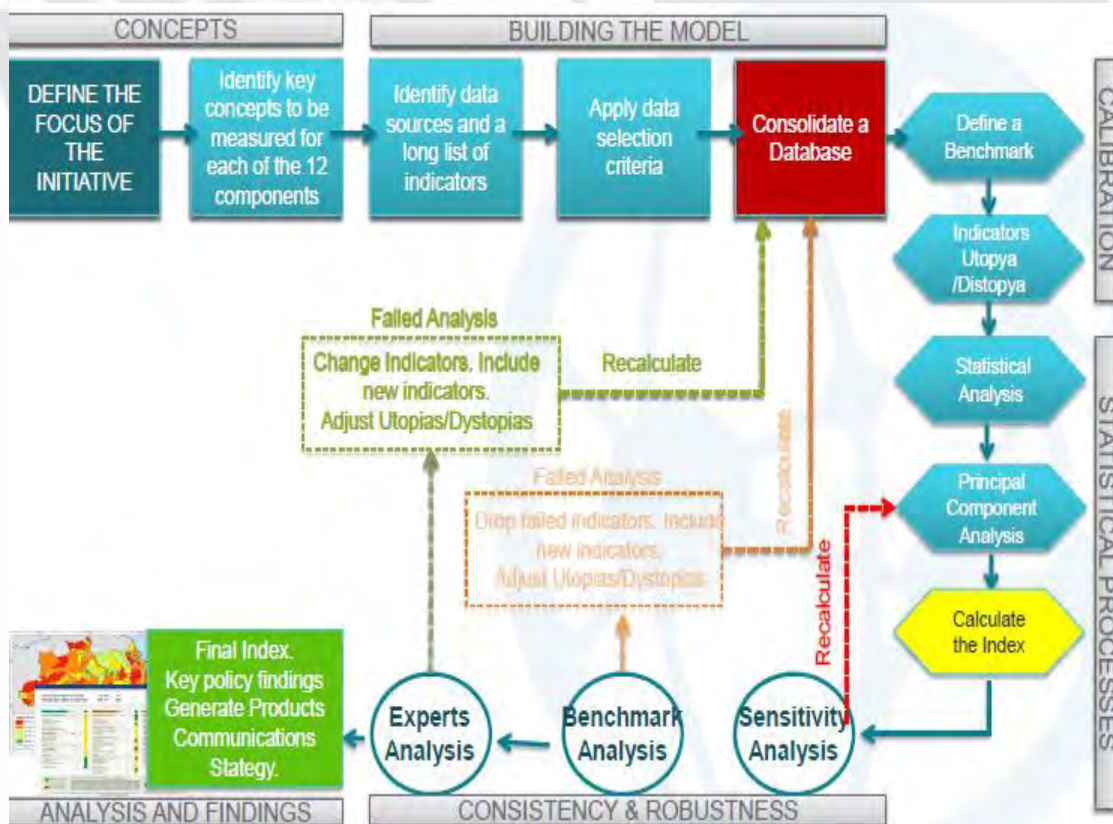 CONCEPTS
BUILDING THE MODEL
DEFINE THE
FOCUS OF
THE
INITIATIVE
Identify key
concepts to be
measured for
each of the 12
components
Identify data
sources and a
long list of
indicators
Apply data
selection
criteria
Consolidate a
Database
Define a
Benchmark
CALIBRATION
Indicators
Utopya
/Distopya
Failed Analysis
Change Indicators. Include
new indicators.
Adjust Utopias/Dystopias
Recalculate
Statistical
Analysis
STATISTICAL PROCESSES
Failed Analysis
Drop failed indicators. Include
new indicators.
Adjust Utopias/Dystopias
Recalculate
Principal
Component
Analysis
Recalculate
Calculate
the Index
Final Index.
Key policy findings
Generate Products
Communications
Stategy.
Experts
Analysis
Benchmark
Analysis
Sensitivity
Analysis
ANALYSIS AND FINDINGS
CONSISTENCY & ROBUSTNESS